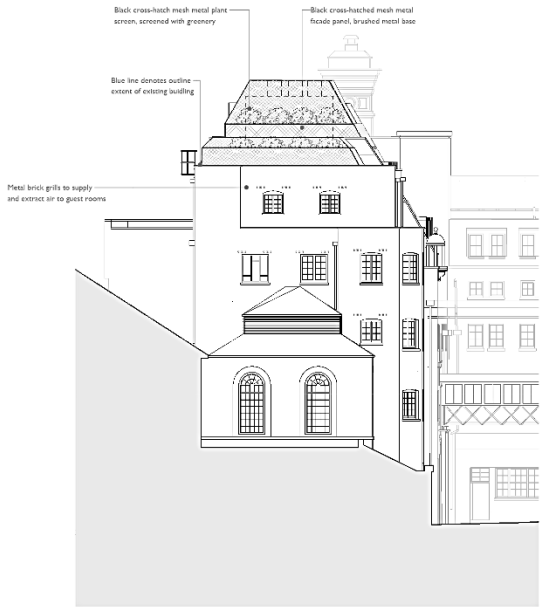 Black cross-hatch mesh metal plant
screen, screened with greenery
Black cross-hatched mesh metal
facade panel, brushed metal base
Blue line denotes outline
extent of existing buidling
Metal brick grills to supply
and extract air to guest rooms